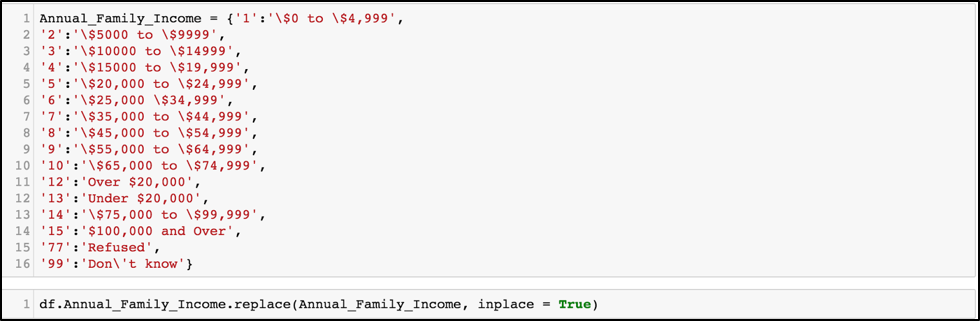 1 Annual_Family_Income = {'1':'\$0 to \$4,999',
2 '2':'\$5000 to \$9999',
3 '3':'\$10000 to \$14999',
4 '4':'\$15000 to \$19,999',
5 '5':'\$20,000 to \$24,999',
6 '6':'\$25,000 \$34,999',
7 '7':'\$35,000 to \$44,999',
8 '8':'\$45,000 to \$54,999',
9 '9':'\$55,000 to \$64,999',
10 '10':'\$65,000 to \$74,999',
11 '12':'Over $20,000',
12 '13':'Under $20,000',
13 '14':'\$75,000 to \$99,999',
14 '15':'$100,000 and Over',
15 '77':'Refused',
16 '99':'Don\'t know'}
1 df.Annual_Family_Income.replace(Annual_Family_Income, inplace = True)